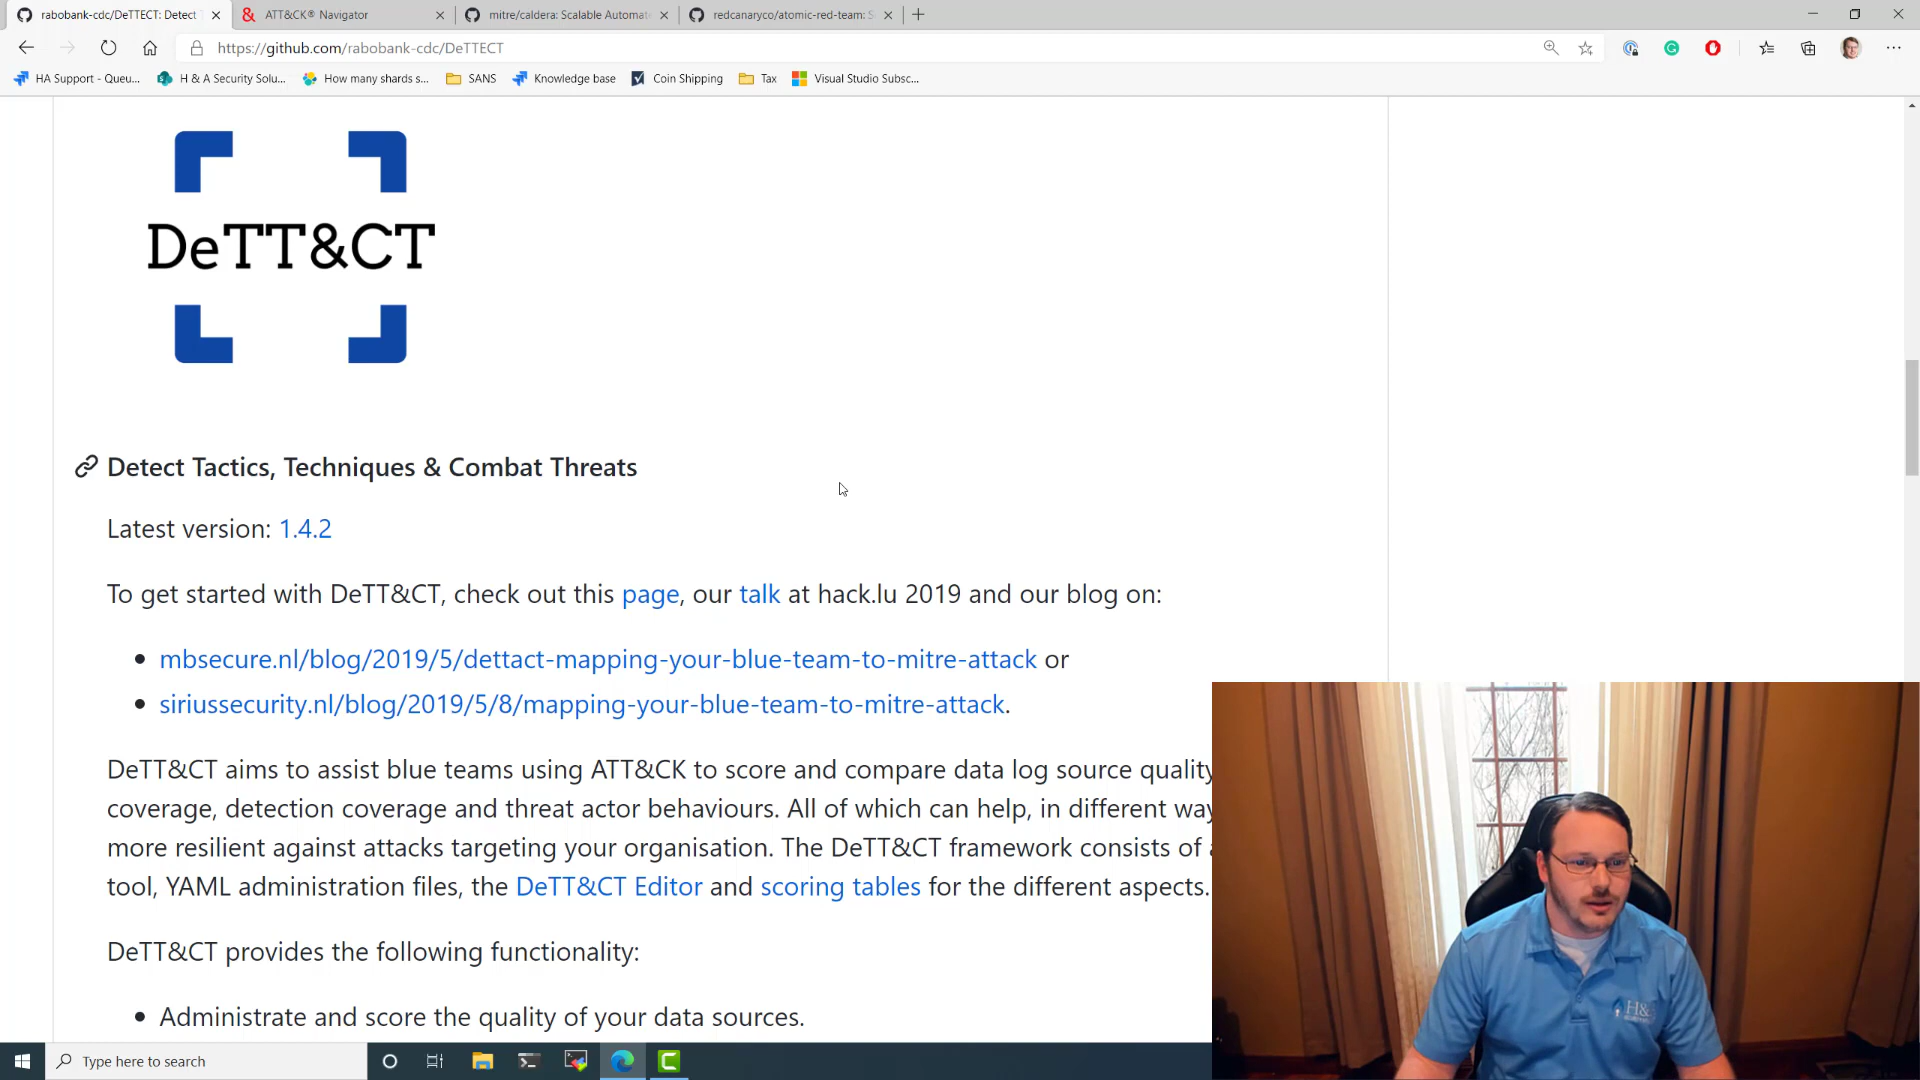 rabobank-cdc/DeTTECT: Detect
ATT&CK® Navigator
mitre/caldera: Scalable Automat
redcanaryco/atomic-red-team: S
https://github.com/rabobank-cdc/DeTTECT
HA Support - Queu...
H & A Security Solu...
How many shards s...
SANS
Knowledge base
Coin Shipping
Tax
Visual Studio Subsc...
DeTT&CT
Detect Tactics, Techniques & Combat Threats
Latest version: 1.4.2
To get started with DeTT&CT, check out this page, our talk at hack.lu 2019 and our blog on:
• mbsecure.nl/blog/2019/5/dettact-mapping-your-blue-team-to-mitre-attack or
• siriussecurity.nl/blog/2019/5/8/mapping-your-blue-team-to-mitre-attack.
DeTT&CT aims to assist blue teams using ATT&CK to score and compare data log source quality
coverage, detection coverage and threat actor behaviours. All of which can help, in different way
more resilient against attacks targeting your organisation. The DeTT&CT framework consists of a
tool, YAML administration files, the DeTT&CT Editor and scoring tables for the different aspects.
DeTT&CT provides the following functionality:
• Administrate and score the quality of your data sources.
H&
Type here to search